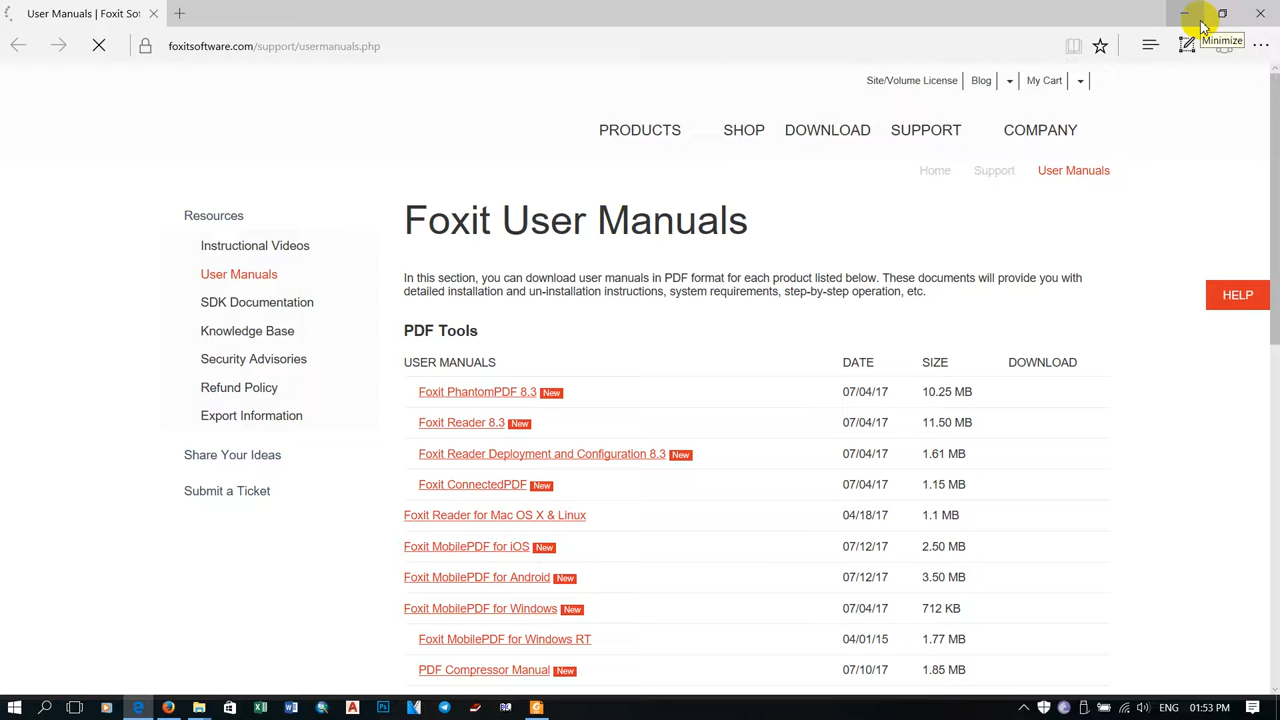 User Manuals | Foxit Sof
Minimize
foxitsoftware.com/support/usermanuals.php
Site/Volume License Blog My Cart
PRODUCTS SHOP DOWNLOAD SUPPORT COMPANY
Home Support User Manuals
Resources
Instructional Videos
User Manuals
SDK Documentation
Knowledge Base
Security Advisories
Refund Policy
Export Information
Share Your Ideas
Submit a Ticket
Foxit User Manuals
In this section, you can download user manuals in PDF format for each product listed below. These documents will provide you with
detailed installation and un-installation instructions, system requirements, step-by-step operation, etc.
HELP
PDF Tools
USER MANUALS DATE SIZE DOWNLOAD
Foxit PhantomPDF 8.3 New 07/04/17 10.25 MB
Foxit Reader 8.3 New 07/04/17 11.50 MB
Foxit Reader Deployment and Configuration 8.3 New 07/04/17 1.61 MB
Foxit ConnectedPDF New 07/04/17 1.15 MB
Foxit Reader for Mac OS X & Linux 04/18/17 1.1 MB
Foxit MobilePDF for iOS New 07/12/17 2.50 MB
Foxit MobilePDF for Android New 07/12/17 3.50 MB
Foxit MobilePDF for Windows New 07/04/17 712 KB
Foxit MobilePDF for Windows RT 04/01/15 1.77 MB
PDF Compressor Manual New 07/10/17 1.85 MB
ENG 01:53 PM